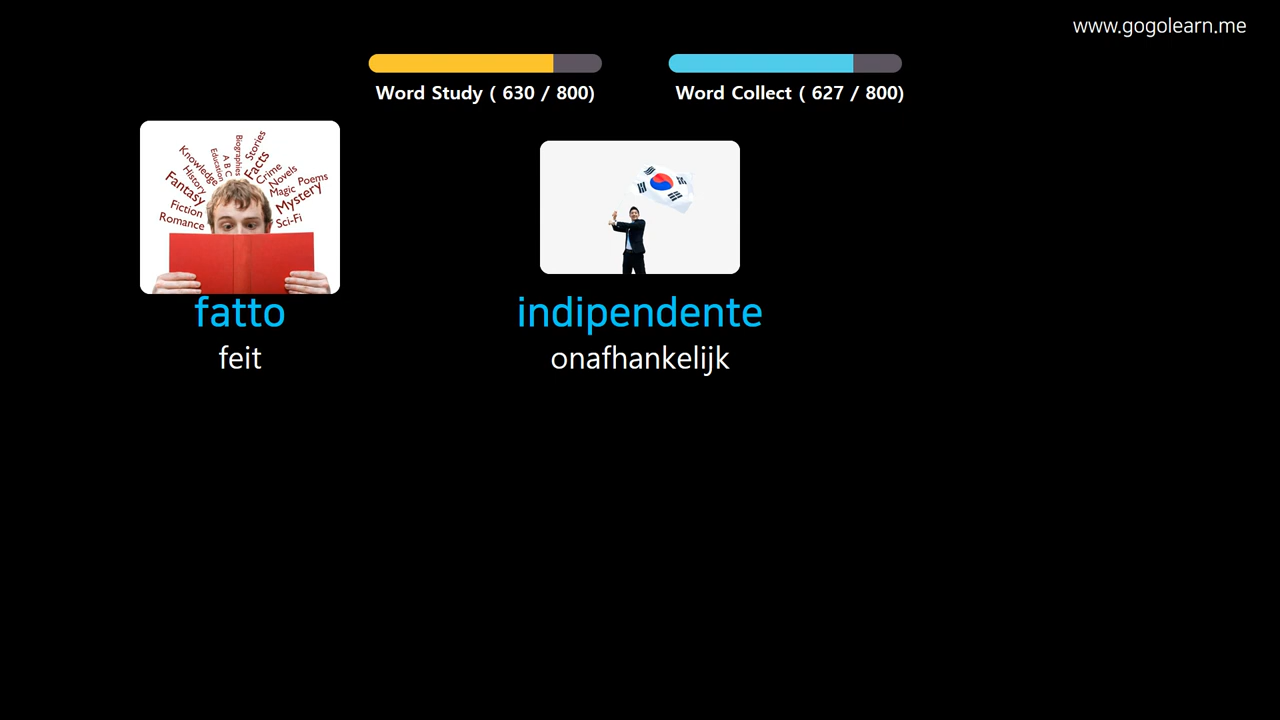 www.gogolearn.me
Word Study ( 630 / 800)
Word Collect ( 627 / 800)
Knowledge
History
Fantasy
Fiction
Romance
Education
A B C
Biographies
Stories
Facts
Crime
Novels
Magic
Poems
Mystery
Sci-Fi
fatto
feit
indipendente
onafhankelijk